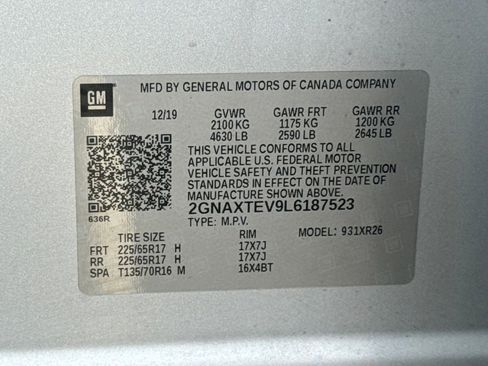 GM
MFD BY GENERAL MOTORS OF CANADA COMPANY
12/19 GVWR GAWR FRT GAWR RR
2100 KG 1175 KG 1200 KG
4630 LB 2590 LB 2645 LB
THIS VEHICLE CONFORMS TO ALL
APPLICABLE U.S. FEDERAL MOTOR
VEHICLE SAFETY AND THEFT PREVENTION
STANDARDS IN EFFECT ON THE DATE OF
MANUFACTURE SHOWN ABOVE.
2GNAXTEV9L6187523
636R
TYPE: M.P.V. MODEL: 931XR26
TIRE SIZE RIM
FRT 225/65R17 H 17X7J
RR 225/65R17 H 17X7J
SPA T135/70R16 M 16X4BT